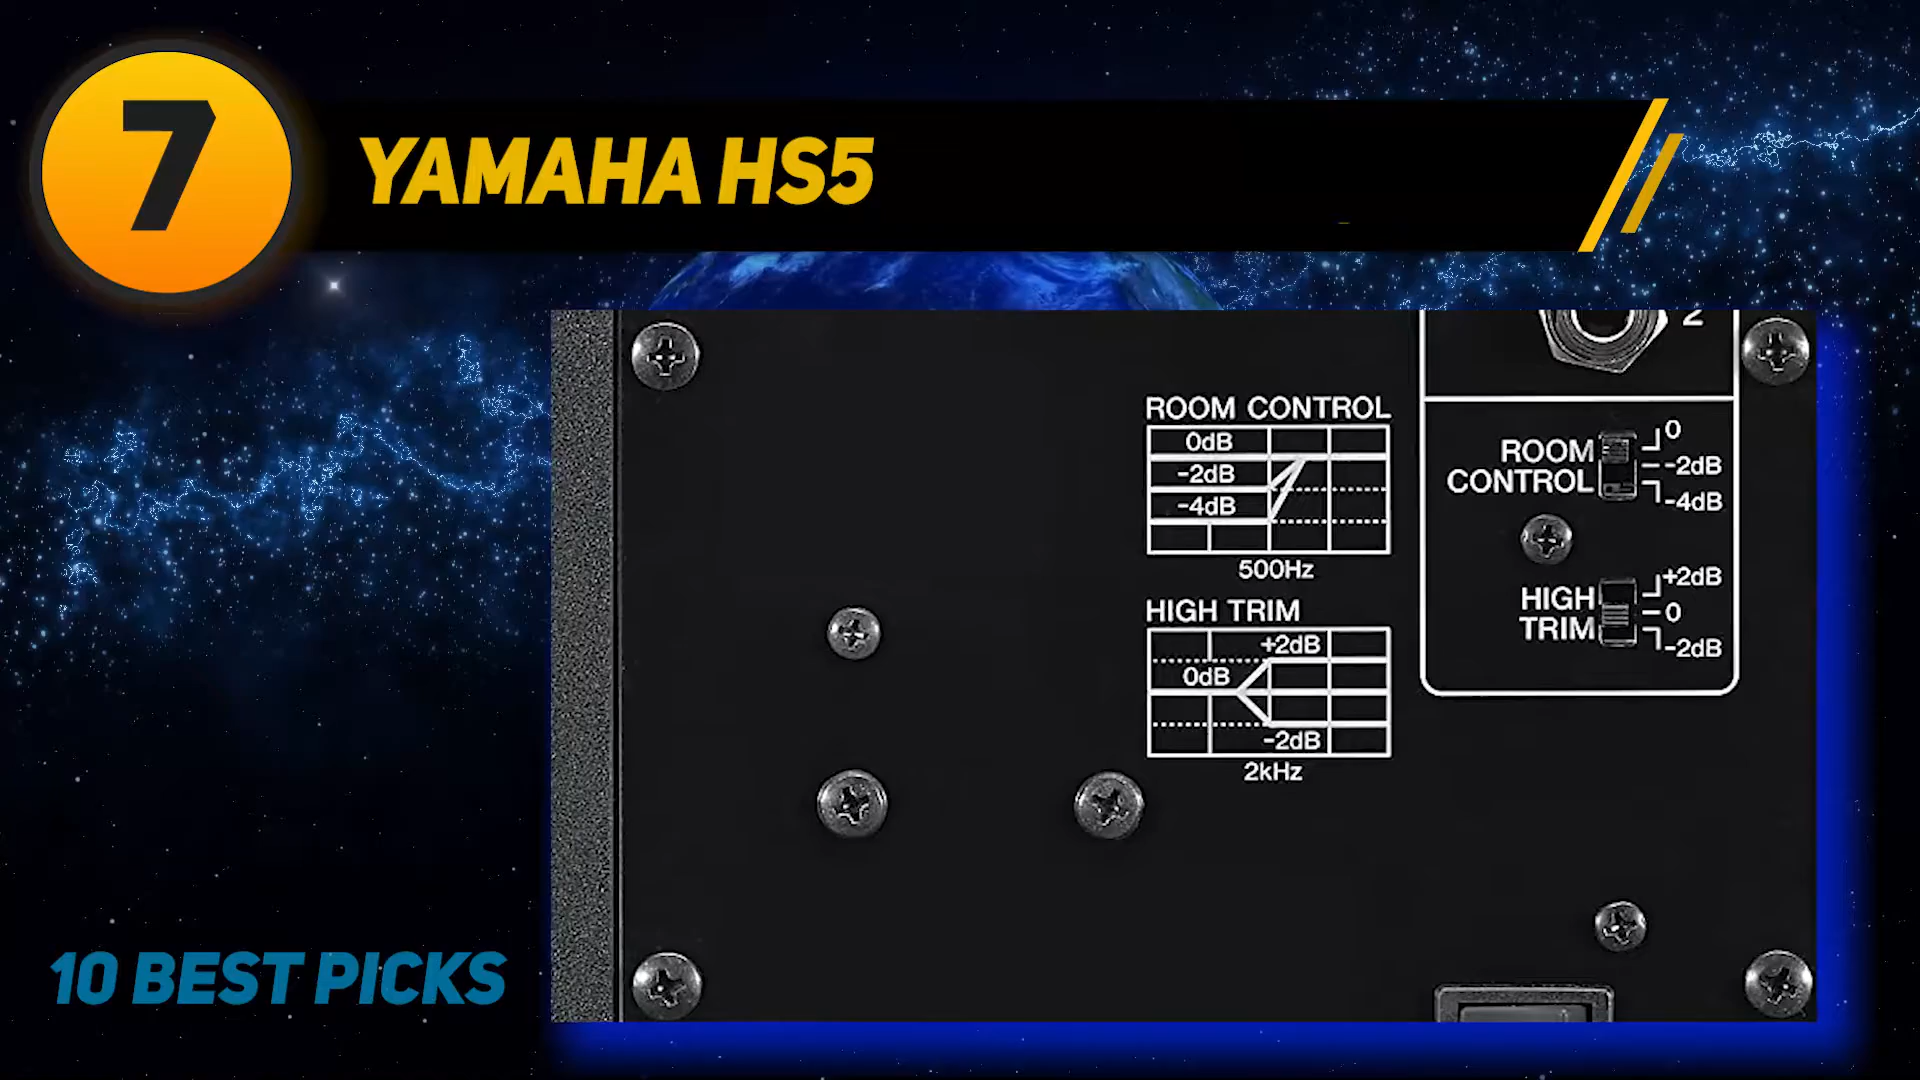 7
YAMAHA HS5
2
ROOM CONTROL
0dB
-2dB
-4dB
500Hz
HIGH TRIM
+2dB
0dB
-2dB
2kHz
ROOM
CONTROL
0
-2dB
-4dB
HIGH
TRIM
+2dB
0
-2dB
10 BEST PICKS